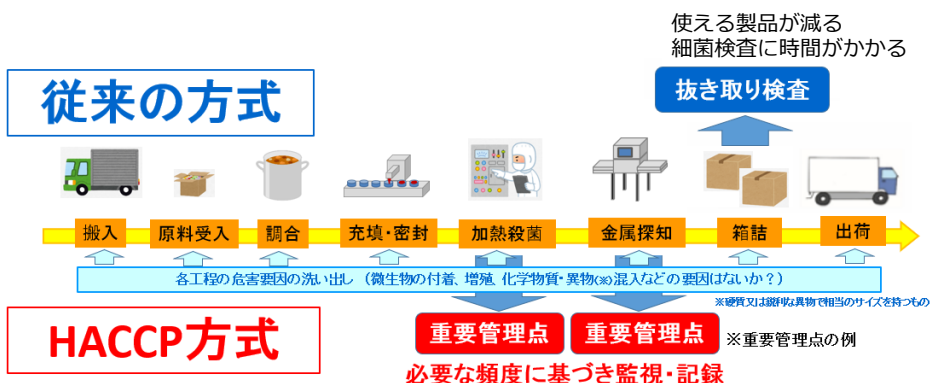 使える製品が減る
細菌検査に時間がかかる
抜き取り検査
従来の方式
搬入 原料受入 調合 充填・密封 加熱殺菌 金属探知 箱詰 出荷
各工程の危害要因の洗い出し (微生物の付着、増殖、化学物質・異物(※)混入などの要因はないか?)
※硬質又は鋭利な異物で相当のサイズを持つもの
HACCP方式
重要管理点 重要管理点 ※重要管理点の例
必要な頻度に基づき監視・記録